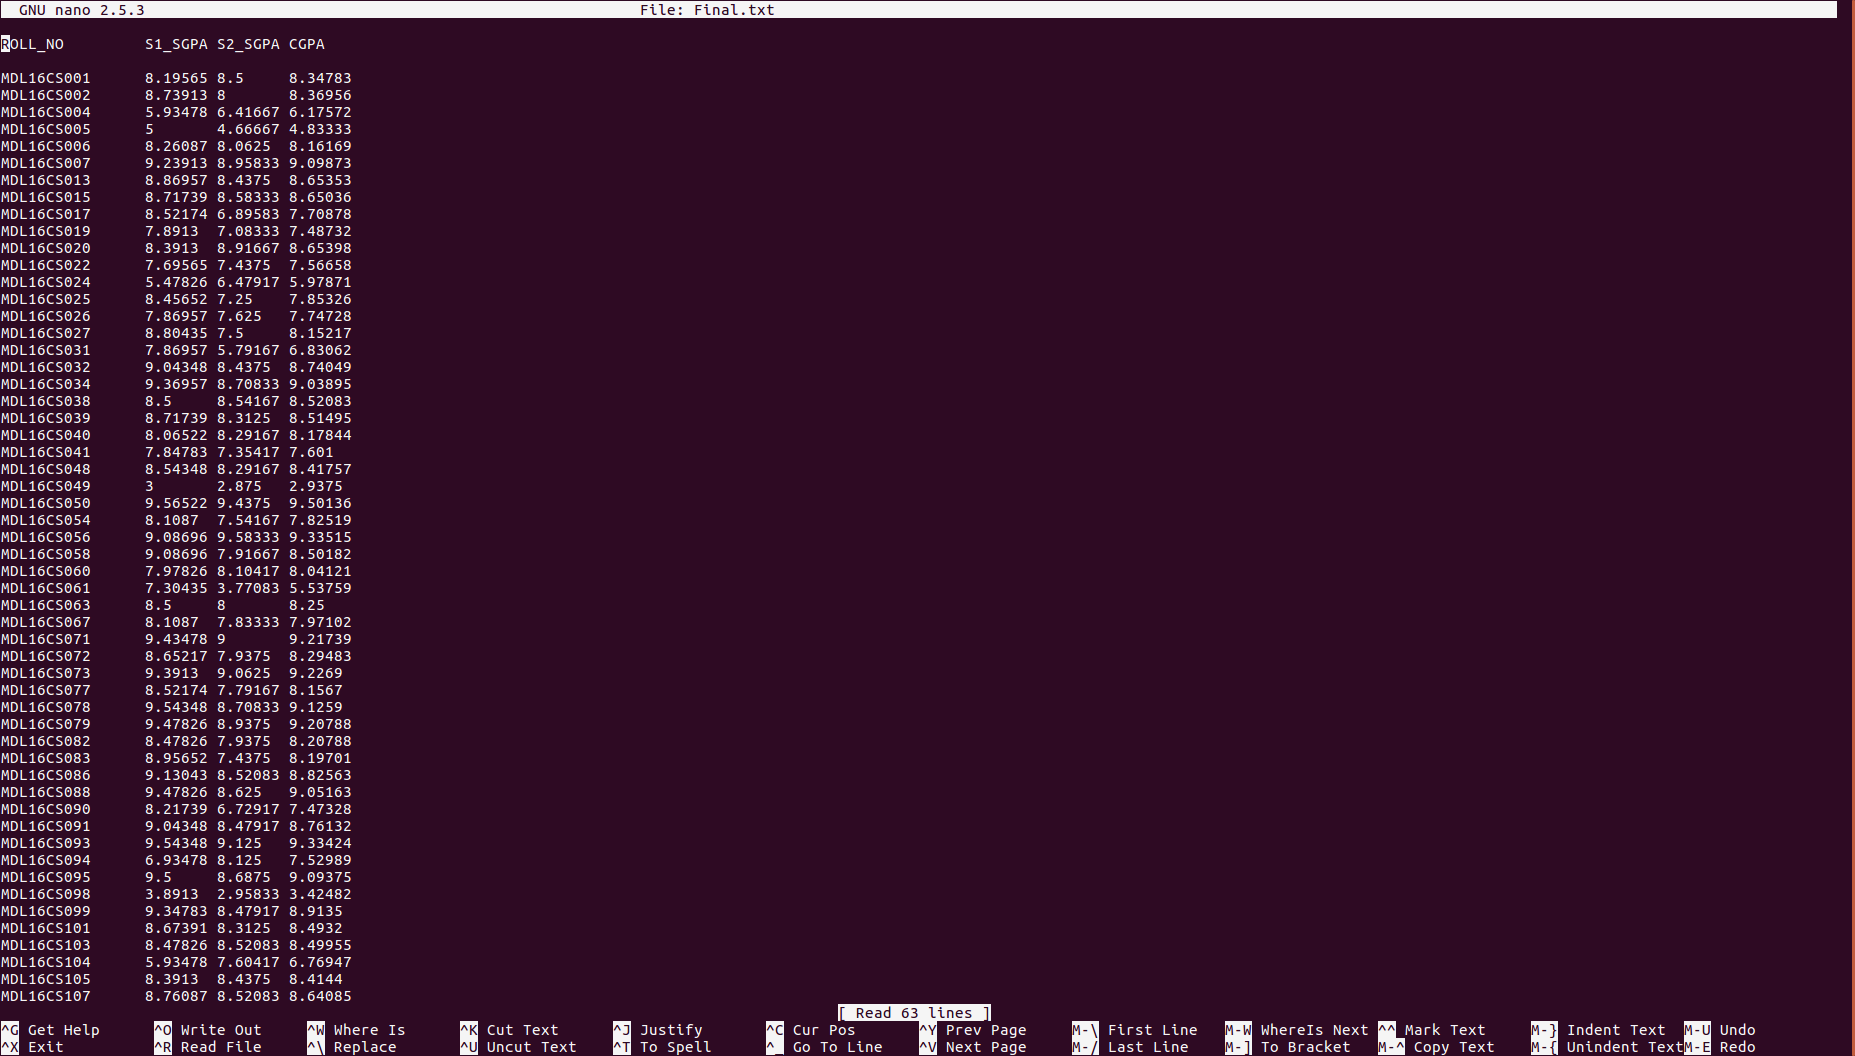 GNU nano 2.5.3 File: Final.txt
ROLL_NO S1_SGPA S2_SGPA CGPA
MDL16CS001 8.19565 8.5 8.34783
MDL16CS002 8.73913 8 8.36956
MDL16CS004 5.93478 6.41667 6.17572
MDL16CS005 5 4.66667 4.83333
MDL16CS006 8.26087 8.0625 8.16169
MDL16CS007 9.23913 8.95833 9.09873
MDL16CS013 8.86957 8.4375 8.65353
MDL16CS015 8.71739 8.58333 8.65036
MDL16CS017 8.52174 6.89583 7.70878
MDL16CS019 7.8913 7.08333 7.48732
MDL16CS020 8.3913 8.91667 8.65398
MDL16CS022 7.69565 7.4375 7.56658
MDL16CS024 5.47826 6.47917 5.97871
MDL16CS025 8.45652 7.25 7.85326
MDL16CS026 7.86957 7.625 7.74728
MDL16CS027 8.80435 7.5 8.15217
MDL16CS031 7.86957 5.79167 6.83062
MDL16CS032 9.04348 8.4375 8.74049
MDL16CS034 9.36957 8.70833 9.03895
MDL16CS038 8.5 8.54167 8.52083
MDL16CS039 8.71739 8.3125 8.51495
MDL16CS040 8.06522 8.29167 8.17844
MDL16CS041 7.84783 7.35417 7.601
MDL16CS048 8.54348 8.29167 8.41757
MDL16CS049 3 2.875 2.9375
MDL16CS050 9.56522 9.4375 9.50136
MDL16CS054 8.1087 7.54167 7.82519
MDL16CS056 9.08696 9.58333 9.33515
MDL16CS058 9.08696 7.91667 8.50182
MDL16CS060 7.97826 8.10417 8.04121
MDL16CS061 7.30435 3.77083 5.53759
MDL16CS063 8.5 8 8.25
MDL16CS067 8.1087 7.83333 7.97102
MDL16CS071 9.43478 9 9.21739
MDL16CS072 8.65217 7.9375 8.29483
MDL16CS073 9.3913 9.0625 9.2269
MDL16CS077 8.52174 7.79167 8.1567
MDL16CS078 9.54348 8.70833 9.1259
MDL16CS079 9.47826 8.9375 9.20788
MDL16CS082 8.47826 7.9375 8.20788
MDL16CS083 8.95652 7.4375 8.19701
MDL16CS086 9.13043 8.52083 8.82563
MDL16CS088 9.47826 8.625 9.05163
MDL16CS090 8.21739 6.72917 7.47328
MDL16CS091 9.04348 8.47917 8.76132
MDL16CS093 9.54348 9.125 9.33424
MDL16CS094 6.93478 8.125 7.52989
MDL16CS095 9.5 8.6875 9.09375
MDL16CS098 3.8913 2.95833 3.42482
MDL16CS099 9.34783 8.47917 8.9135
MDL16CS101 8.67391 8.3125 8.4932
MDL16CS103 8.47826 8.52083 8.49955
MDL16CS104 5.93478 7.60417 6.76947
MDL16CS105 8.3913 8.4375 8.4144
MDL16CS107 8.76087 8.52083 8.64085
[ Read 63 lines ]
^G Get Help ^O Write Out ^W Where Is ^K Cut Text ^J Justify ^C Cur Pos ^Y Prev Page M-\ First Line M-W WhereIs Next ^^ Mark Text M-} Indent Text M-U Undo
^X Exit ^R Read File ^\ Replace ^U Uncut Text ^T To Spell ^_ Go To Line ^V Next Page M-/ Last Line M-] To Bracket M-^ Copy Text M-{ Unindent Text M-E Redo